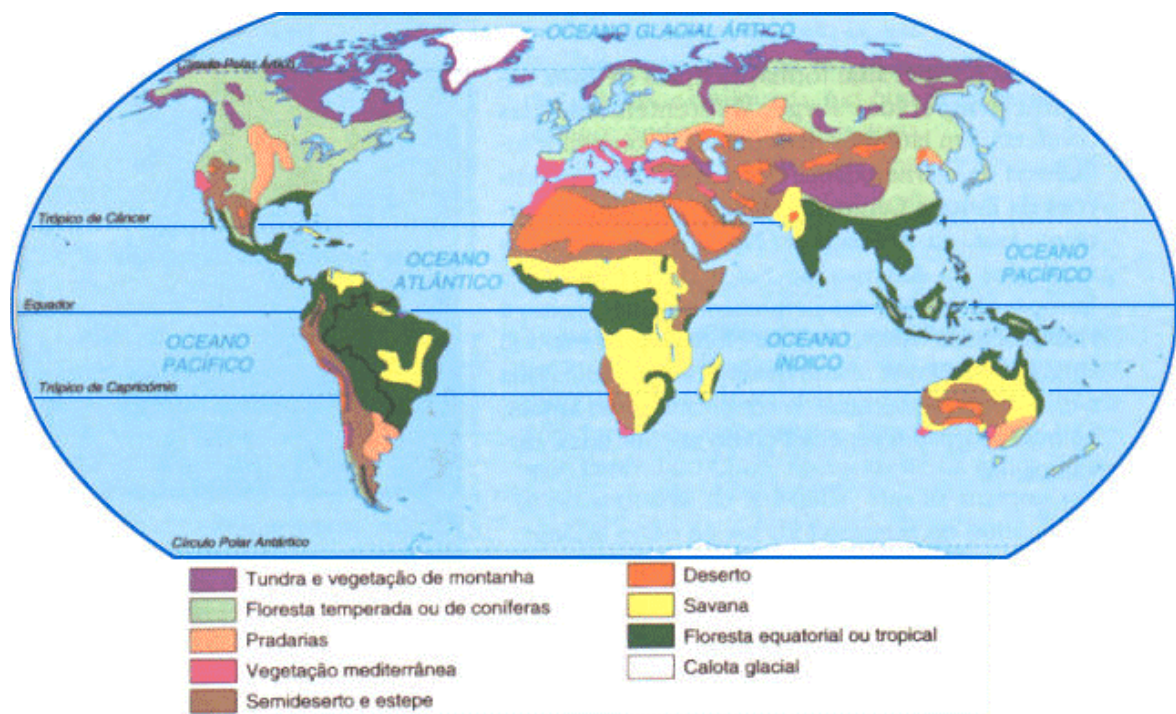 OCEANO GLACIAL ÁRTICO
Círculo Polar Ártico
Trópico de Câncer
OCEANO
ATLÂNTICO
OCEANO
PACÍFICO
Equador
OCEANO
PACÍFICO
OCEANO
ÍNDICO
Trópico de Capricórnio
Círculo Polar Antártico
Tundra e vegetação de montanha
Floresta temperada ou de coníferas
Pradarias
Vegetação mediterrânea
Semideserto e estepe
Deserto
Savana
Floresta equatorial ou tropical
Calota glacial